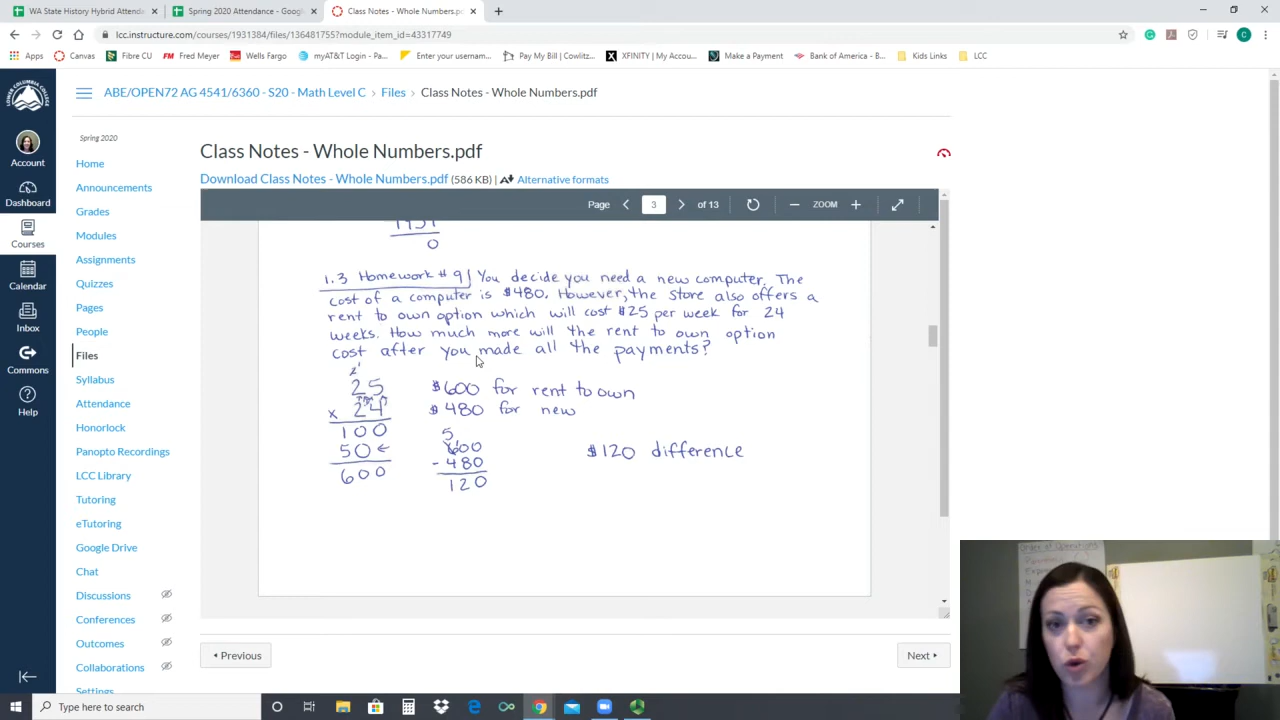 WA State History Hybrid Attend
Spring 2020 Attendance - Goog
Class Notes - Whole Numbers.pdf
lcc.instructure.com/courses/1931384/files/136481755?module_item_id=43317749
Apps
Canvas
Fibre CU
Fred Meyer
Wells Fargo
myAT&T Login - Pa...
Enter your usernam...
Pay My Bill | Cowlitz...
XFINITY | My Accou...
Make a Payment
Bank of America - B...
Kids Links
LCC
ABE/OPEN72 AG 4541/6360 - S20 - Math Level C > Files > Class Notes - Whole Numbers.pdf
Spring 2020
Account
Dashboard
Courses
Calendar
Inbox
Commons
Help
Home
Announcements
Grades
Modules
Assignments
Quizzes
Pages
People
Files
Syllabus
Attendance
Honorlock
Panopto Recordings
LCC Library
Tutoring
eTutoring
Google Drive
Chat
Discussions
Conferences
Outcomes
Collaborations
Settings
Class Notes - Whole Numbers.pdf
Download Class Notes - Whole Numbers.pdf (586 KB) | Alternative formats
Page 3 of 13 ZOOM
0
1.3 Homework # 9| You decide you need a new computer. The
cost of a computer is $480. However, the store also offers a
rent to own option which will cost $25 per week for 24
weeks. How much more will the rent to own option
cost after you made all the payments?
25
x 24
100
50
600
$600 for rent to own
$480 for new
5
600
- 480
120
$120 difference
Previous
Next
Order of Operations
Type here to search